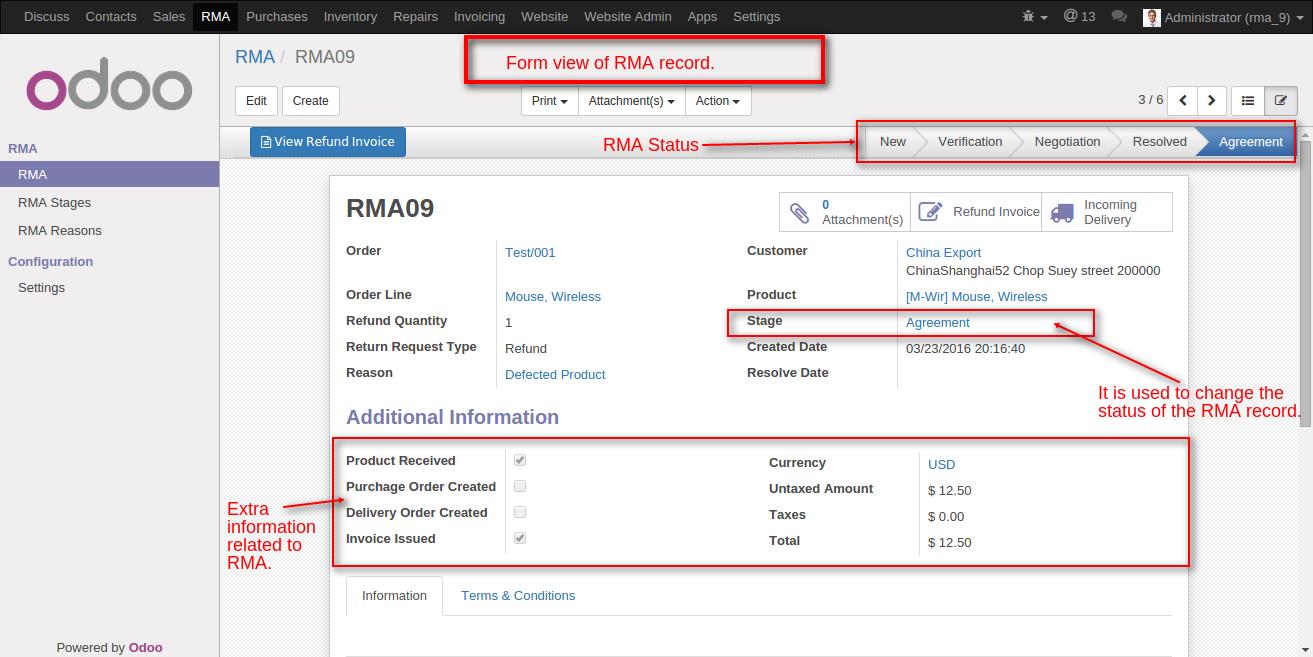 Discuss Contacts Sales RMA Purchases Inventory Repairs Invoicing Website Website Admin Apps Settings @ 13 Administrator (rma_9)
odoo
RMA / RMA09
Form view of RMA record.
Edit Create Print Attachment(s) Action 3 / 6
RMA
RMA
RMA Stages
RMA Reasons
Configuration
Settings
Powered by Odoo
View Refund Invoice RMA Status New Verification Negotiation Resolved Agreement
RMA09
0
Attachment(s)
Refund Invoice
Incoming
Delivery
Order Test/001
Customer China Export
ChinaShanghai52 Chop Suey street 200000
Order Line Mouse, Wireless
Product [M-Wir] Mouse, Wireless
Refund Quantity 1
Stage Agreement
Return Request Type Refund
Created Date 03/23/2016 20:16:40
Reason Defected Product
Resolve Date
It is used to change the
status of the RMA record.
Additional Information
Product Received
Currency USD
Purchage Order Created
Untaxed Amount $ 12.50
Delivery Order Created
Taxes $ 0.00
Invoice Issued
Total $ 12.50
Extra
information
related to
RMA.
Information Terms & Conditions